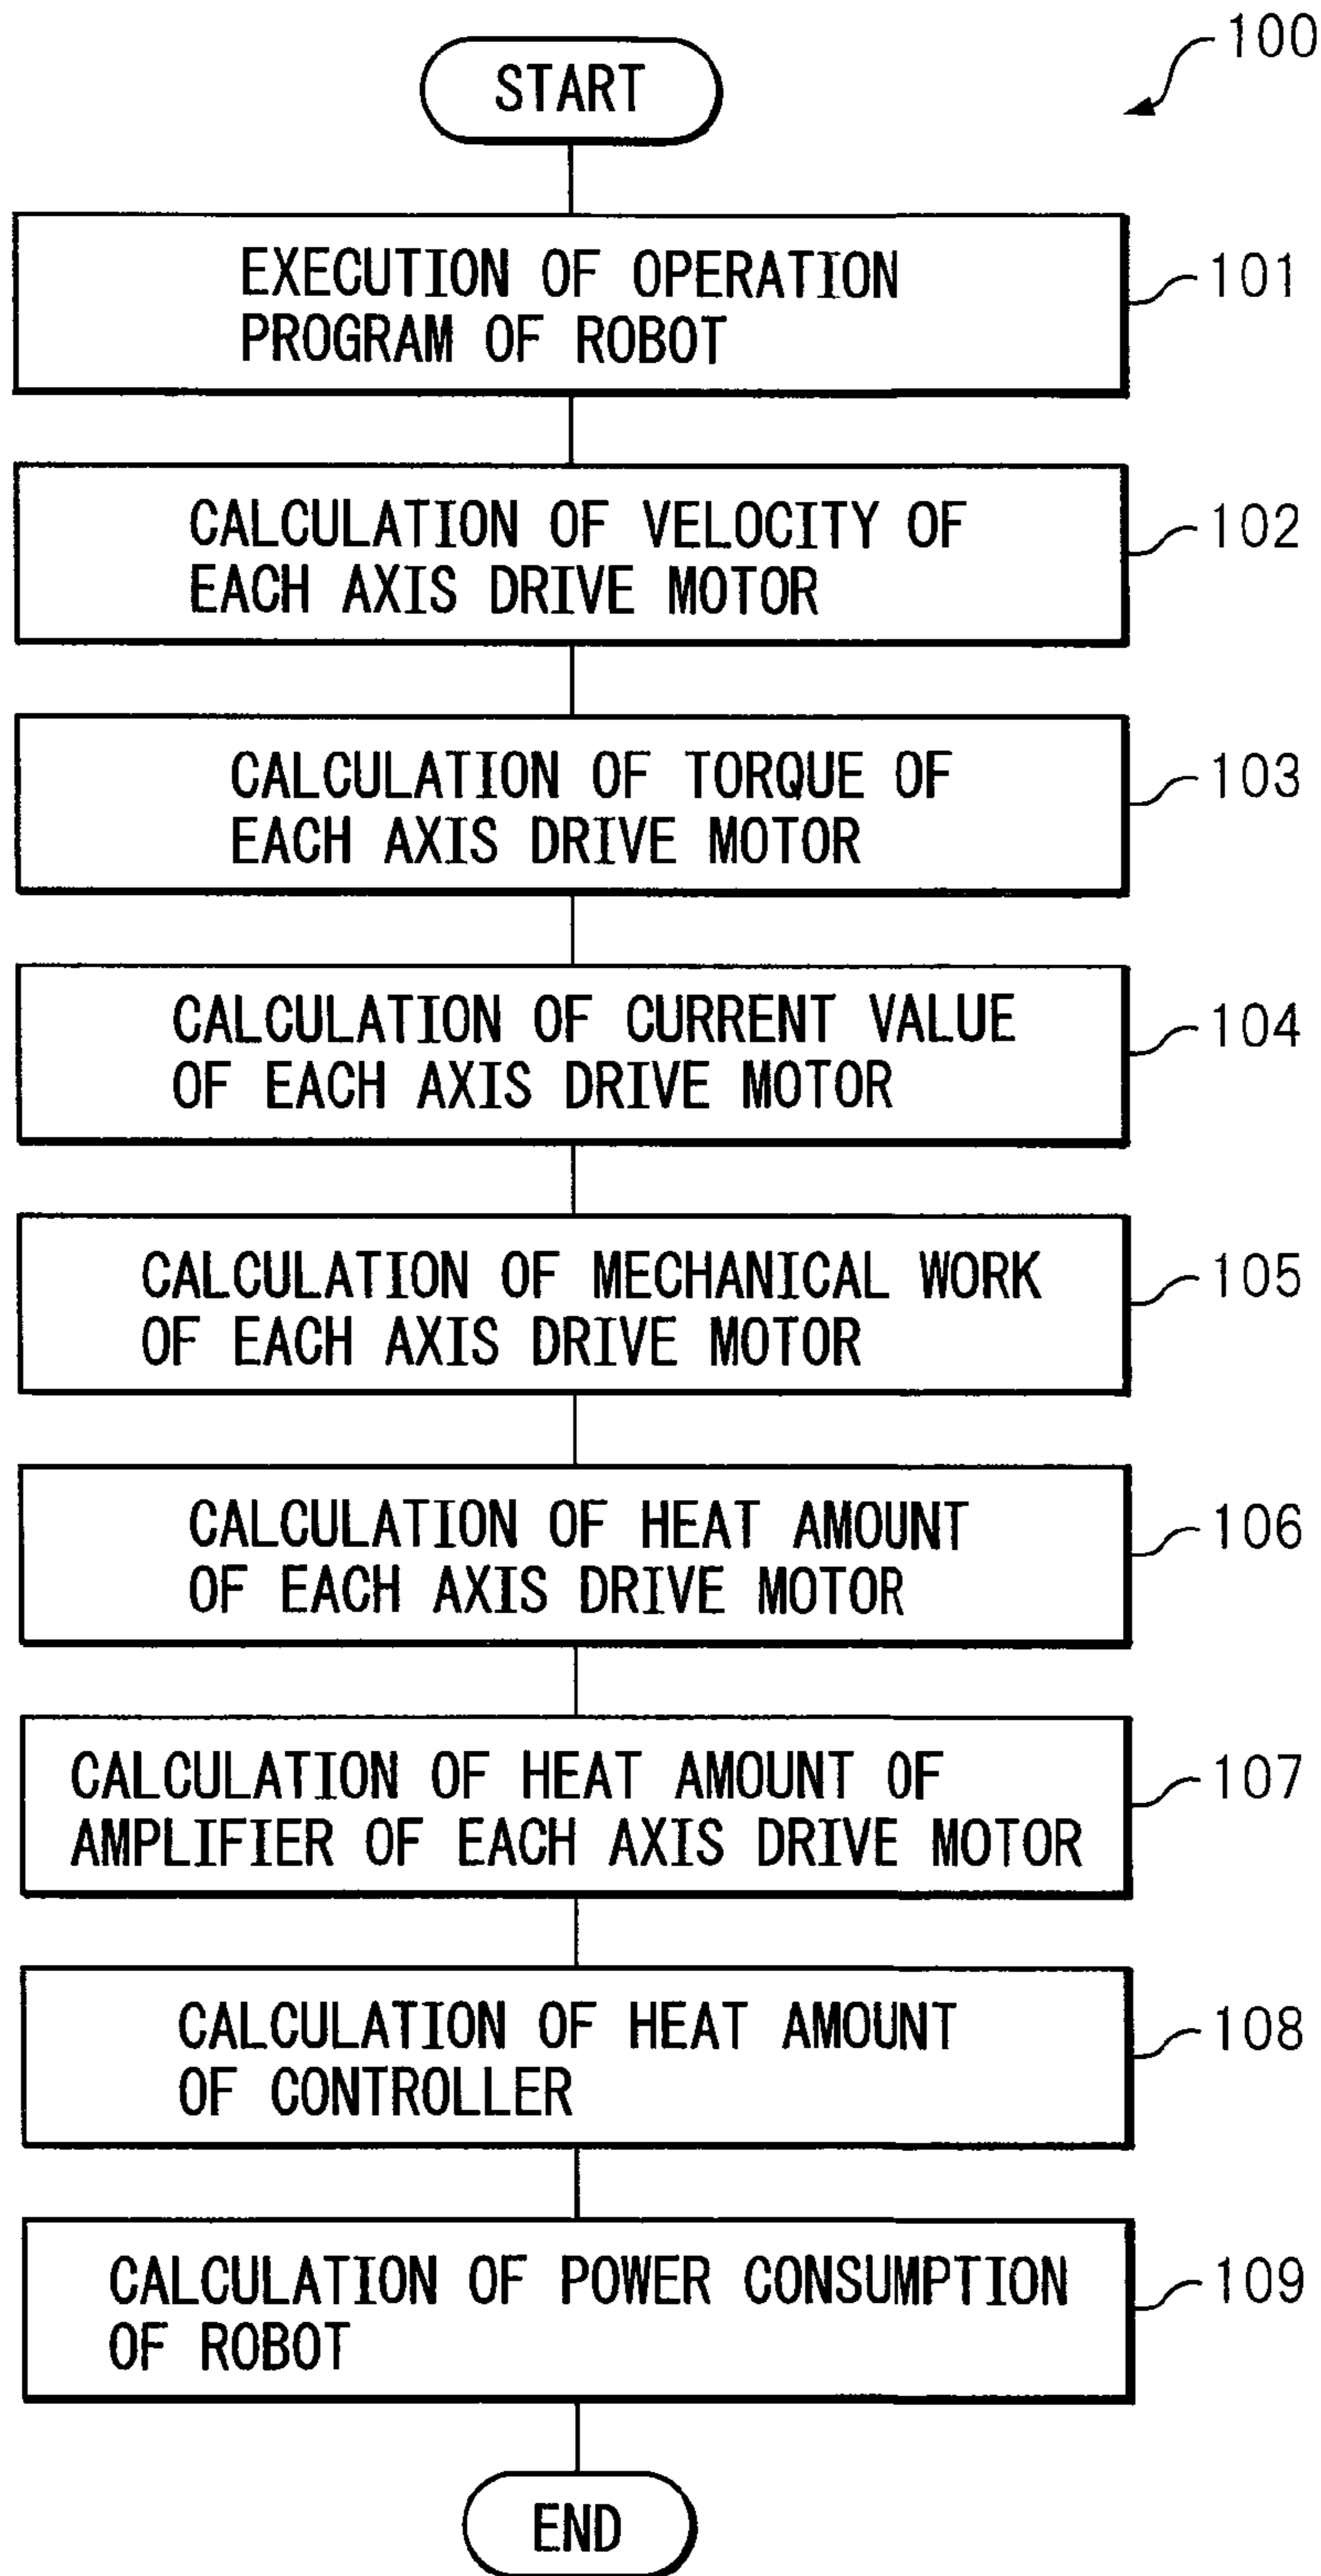 100
START
EXECUTION OF OPERATION
PROGRAM OF ROBOT
101
CALCULATION OF VELOCITY OF
EACH AXIS DRIVE MOTOR
102
CALCULATION OF TORQUE OF
EACH AXIS DRIVE MOTOR
103
CALCULATION OF CURRENT VALUE
OF EACH AXIS DRIVE MOTOR
104
CALCULATION OF MECHANICAL WORK
OF EACH AXIS DRIVE MOTOR
105
CALCULATION OF HEAT AMOUNT
OF EACH AXIS DRIVE MOTOR
106
CALCULATION OF HEAT AMOUNT OF
AMPLIFIER OF EACH AXIS DRIVE MOTOR
107
CALCULATION OF HEAT AMOUNT
OF CONTROLLER
108
CALCULATION OF POWER CONSUMPTION
OF ROBOT
109
END